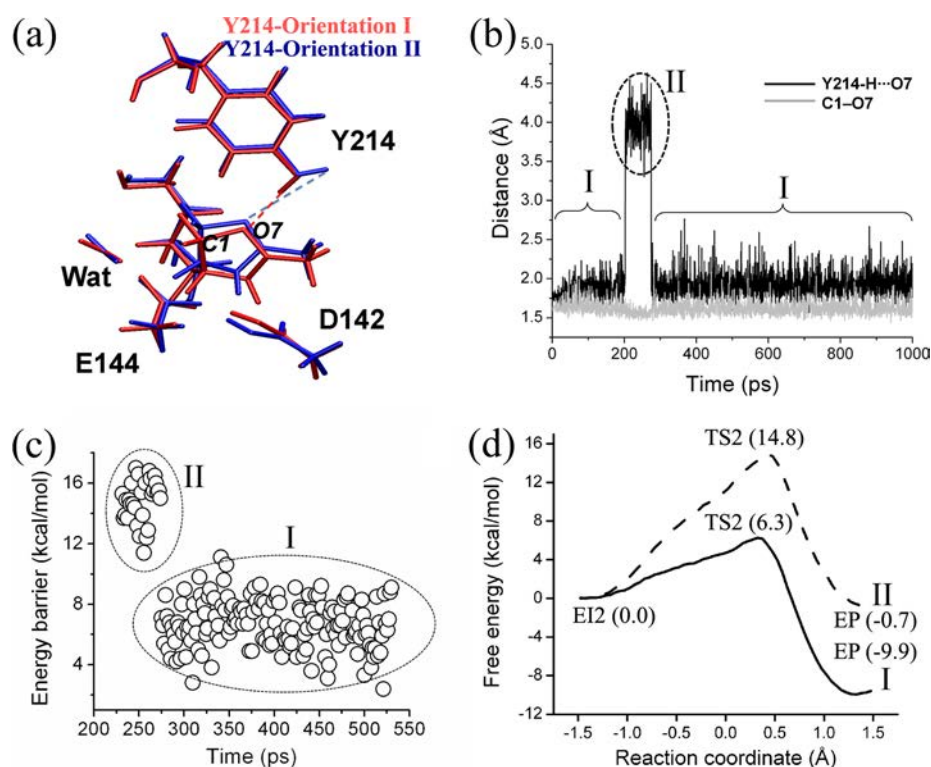 (a)
Y214-Orientation I
Y214-Orientation II
Y214
C1
O7
Wat
D142
E144
(b)
5.0
4.5
4.0
3.5
3.0
2.5
2.0
1.5
Distance (Å)
II
Y214-H···O7
C1–O7
I
I
0 200 400 600 800 1000
Time (ps)
(c)
16
12
8
4
Energy barrier (kcal/mol)
II
I
200 250 300 350 400 450 500 550
Time (ps)
(d)
16
12
8
4
0
-4
-8
-12
Free energy (kcal/mol)
TS2 (14.8)
TS2 (6.3)
EI2 (0.0)
II
EP (-0.7)
EP (-9.9)
I
-1.5 -1.0 -0.5 0.0 0.5 1.0 1.5
Reaction coordinate (Å)